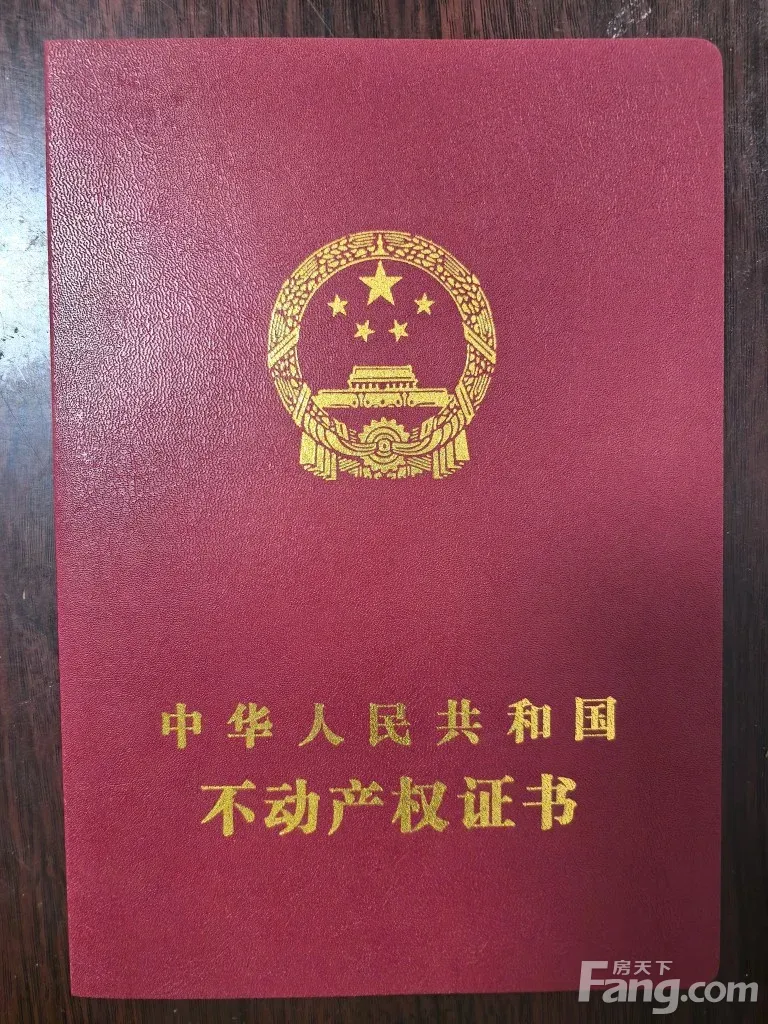 中华人民共和国
不动产权证书
房天下
Fang.com